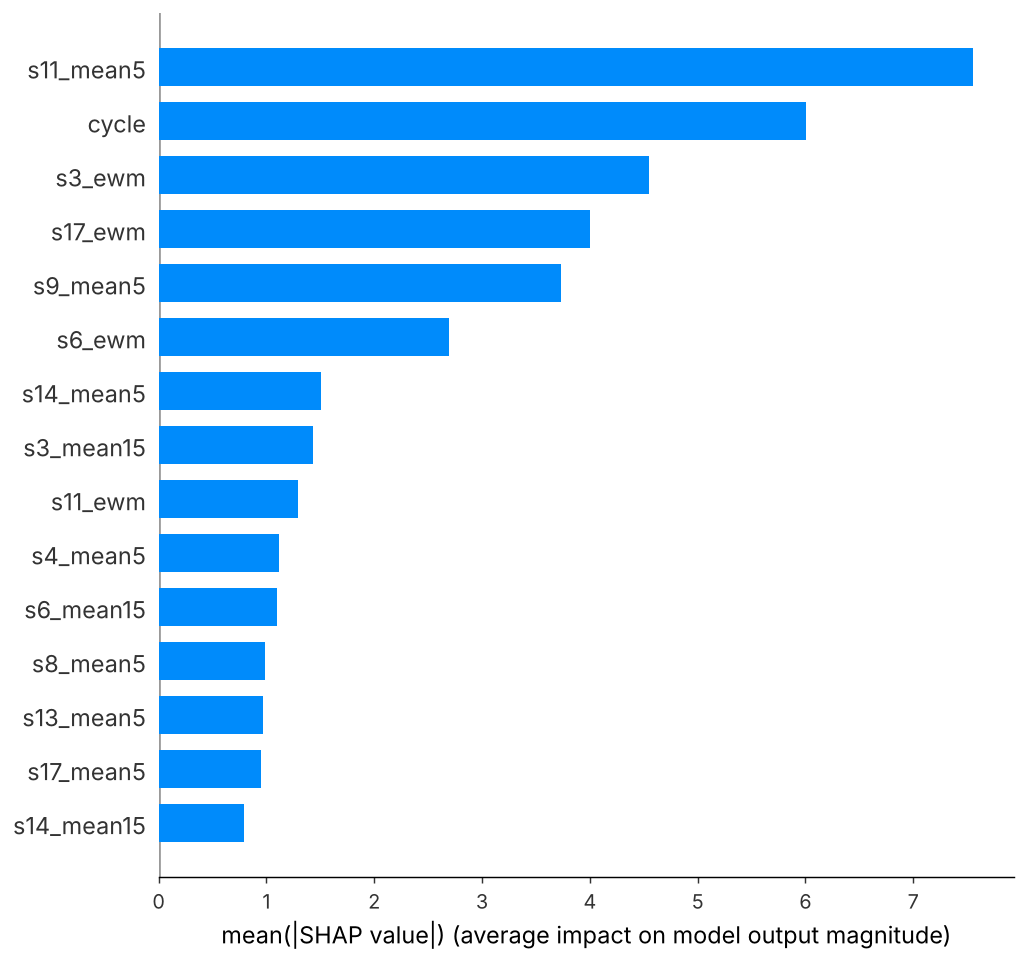 s11_mean5
cycle
s3_ewm
s17_ewm
s9_mean5
s6_ewm
s14_mean5
s3_mean15
s11_ewm
s4_mean5
s6_mean15
s8_mean5
s13_mean5
s17_mean5
s14_mean15
0 1 2 3 4 5 6 7
mean(|SHAP value|) (average impact on model output magnitude)